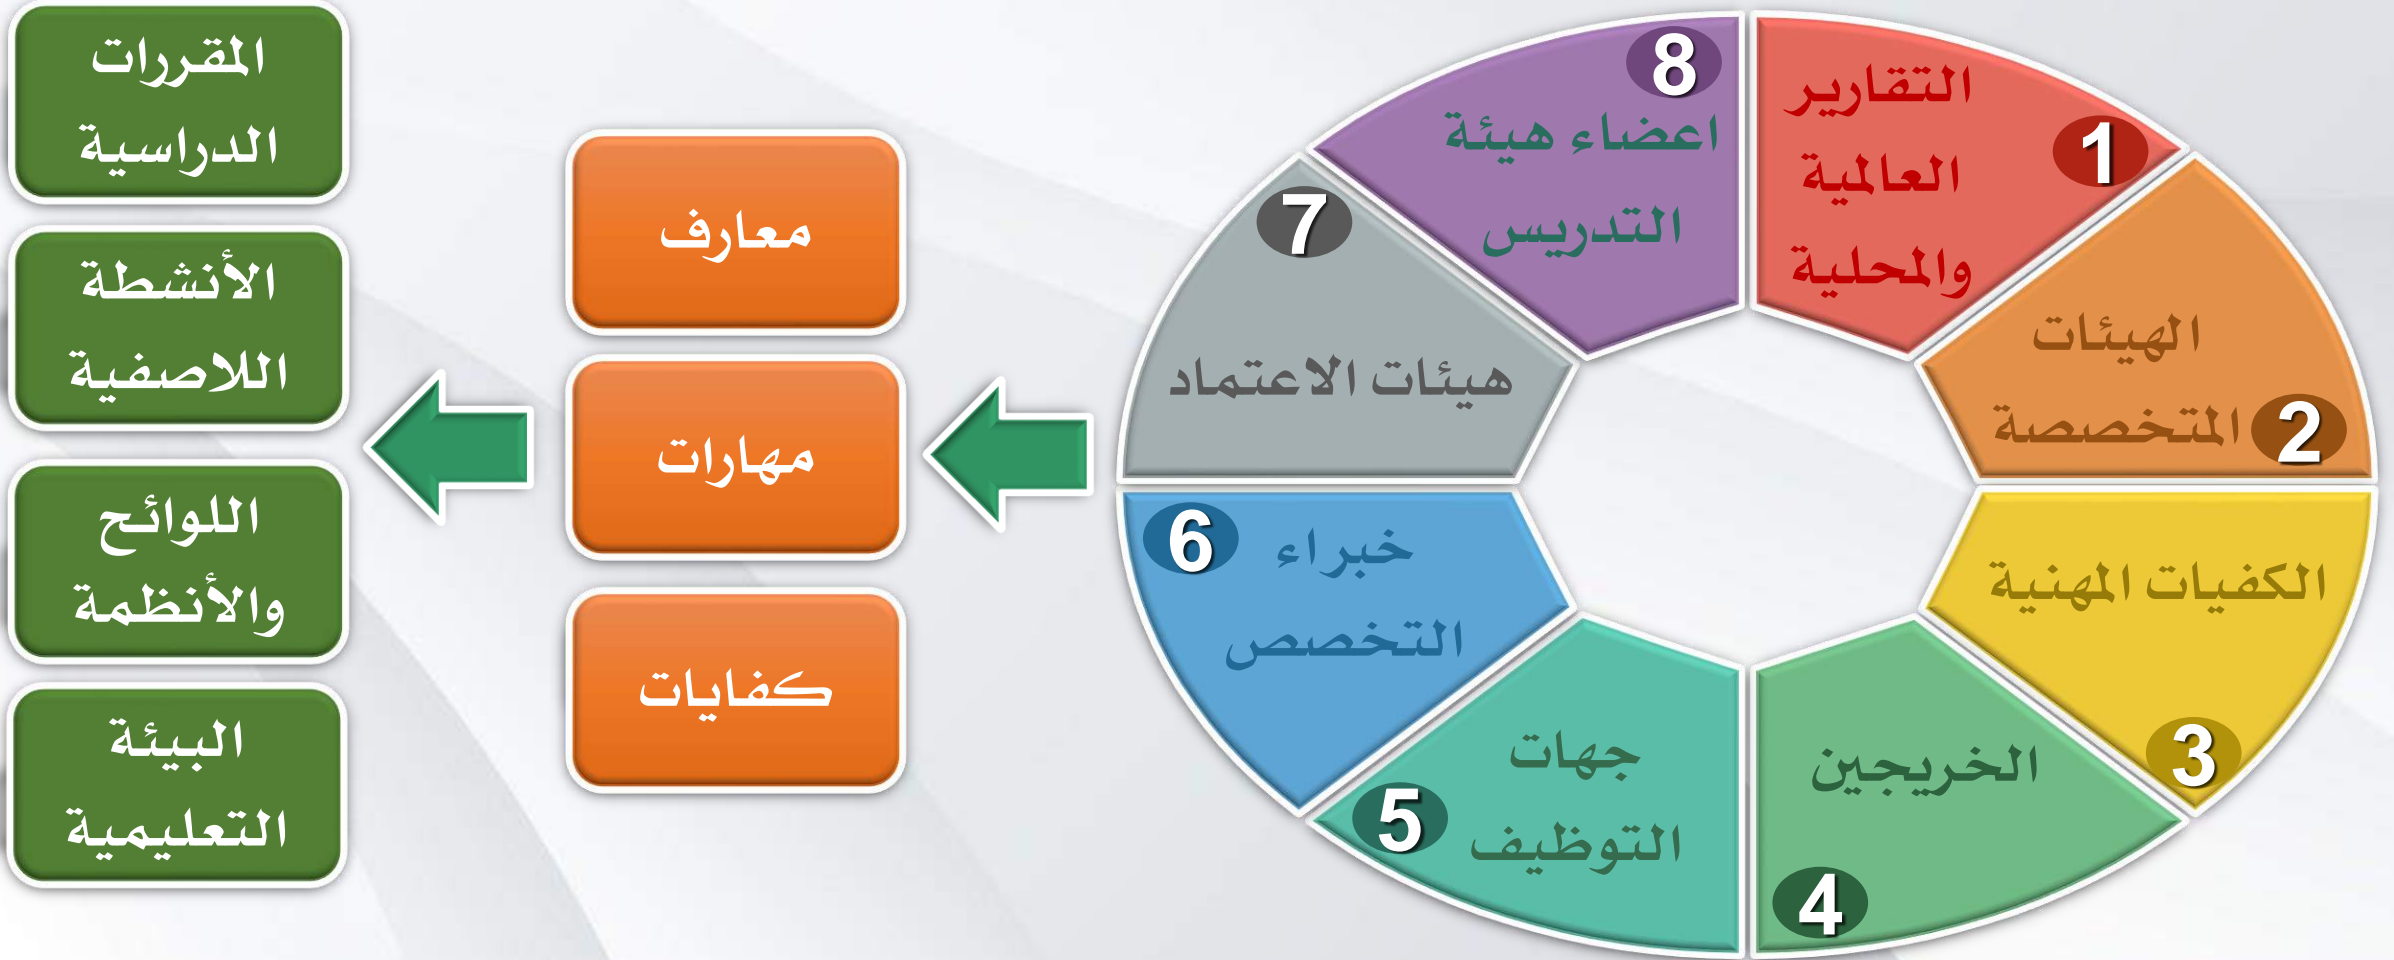 1
التقارير
العالمية
والمحلية
2
الهيئات
المتخصصة
3
الكفيات المهنية
4
الخريجين
5
جهات
التوظيف
6
خبراء
التخصص
7
هيئات الاعتماد
8
اعضاء هيئة
التدريس
معارف
مهارات
كفايات
المقررات
الدراسية
الأنشطة
اللاصفية
اللوائح
والأنظمة
البيئة
التعليمية